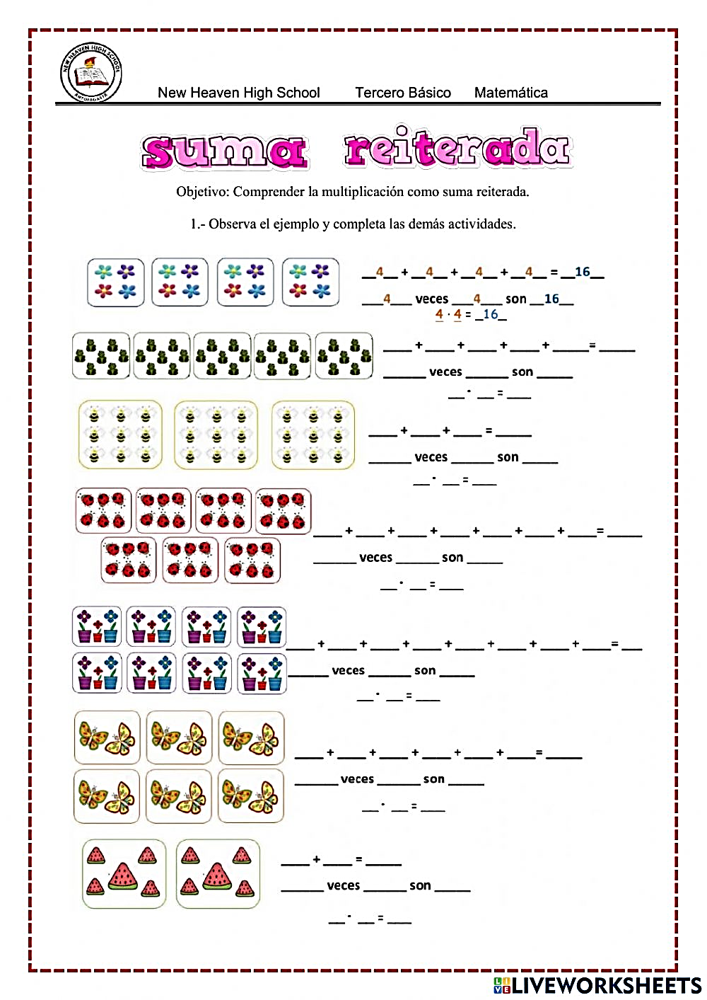 NEW HEAVEN HIGH SCHOOL
ANTOFAGASTA
New Heaven High School Tercero Básico Matemática
suma reiterada
Objetivo: Comprender la multiplicación como suma reiterada.
1.- Observa el ejemplo y completa las demás actividades.
__4__ + __4__ + __4__ + __4__ = __16__
___4___ veces ___4___ son __16__
4 · 4 = _16_
____ + ____ + ____ + ____ + _____= _____
______ veces ______ son _____
__· __ = ___
____ + ____ + ____ = _____
______ veces ______ son _____
__· __ = ___
____ + ____ + ____ + ____ + ____ + ____ + ____= _____
______ veces ______ son _____
__· __ = ___
____ + ____ + ____ + ____ + ____ + ____ + ____ + ____= ___
______ veces ______ son _____
__· __ = ___
____ + ____ + ____ + ____ + ____ + ____= _____
______ veces ______ son _____
__· __ = ___
____ + ____ = _____
______ veces ______ son _____
__· __ = ___
LIVE LIVEWORKSHEETS